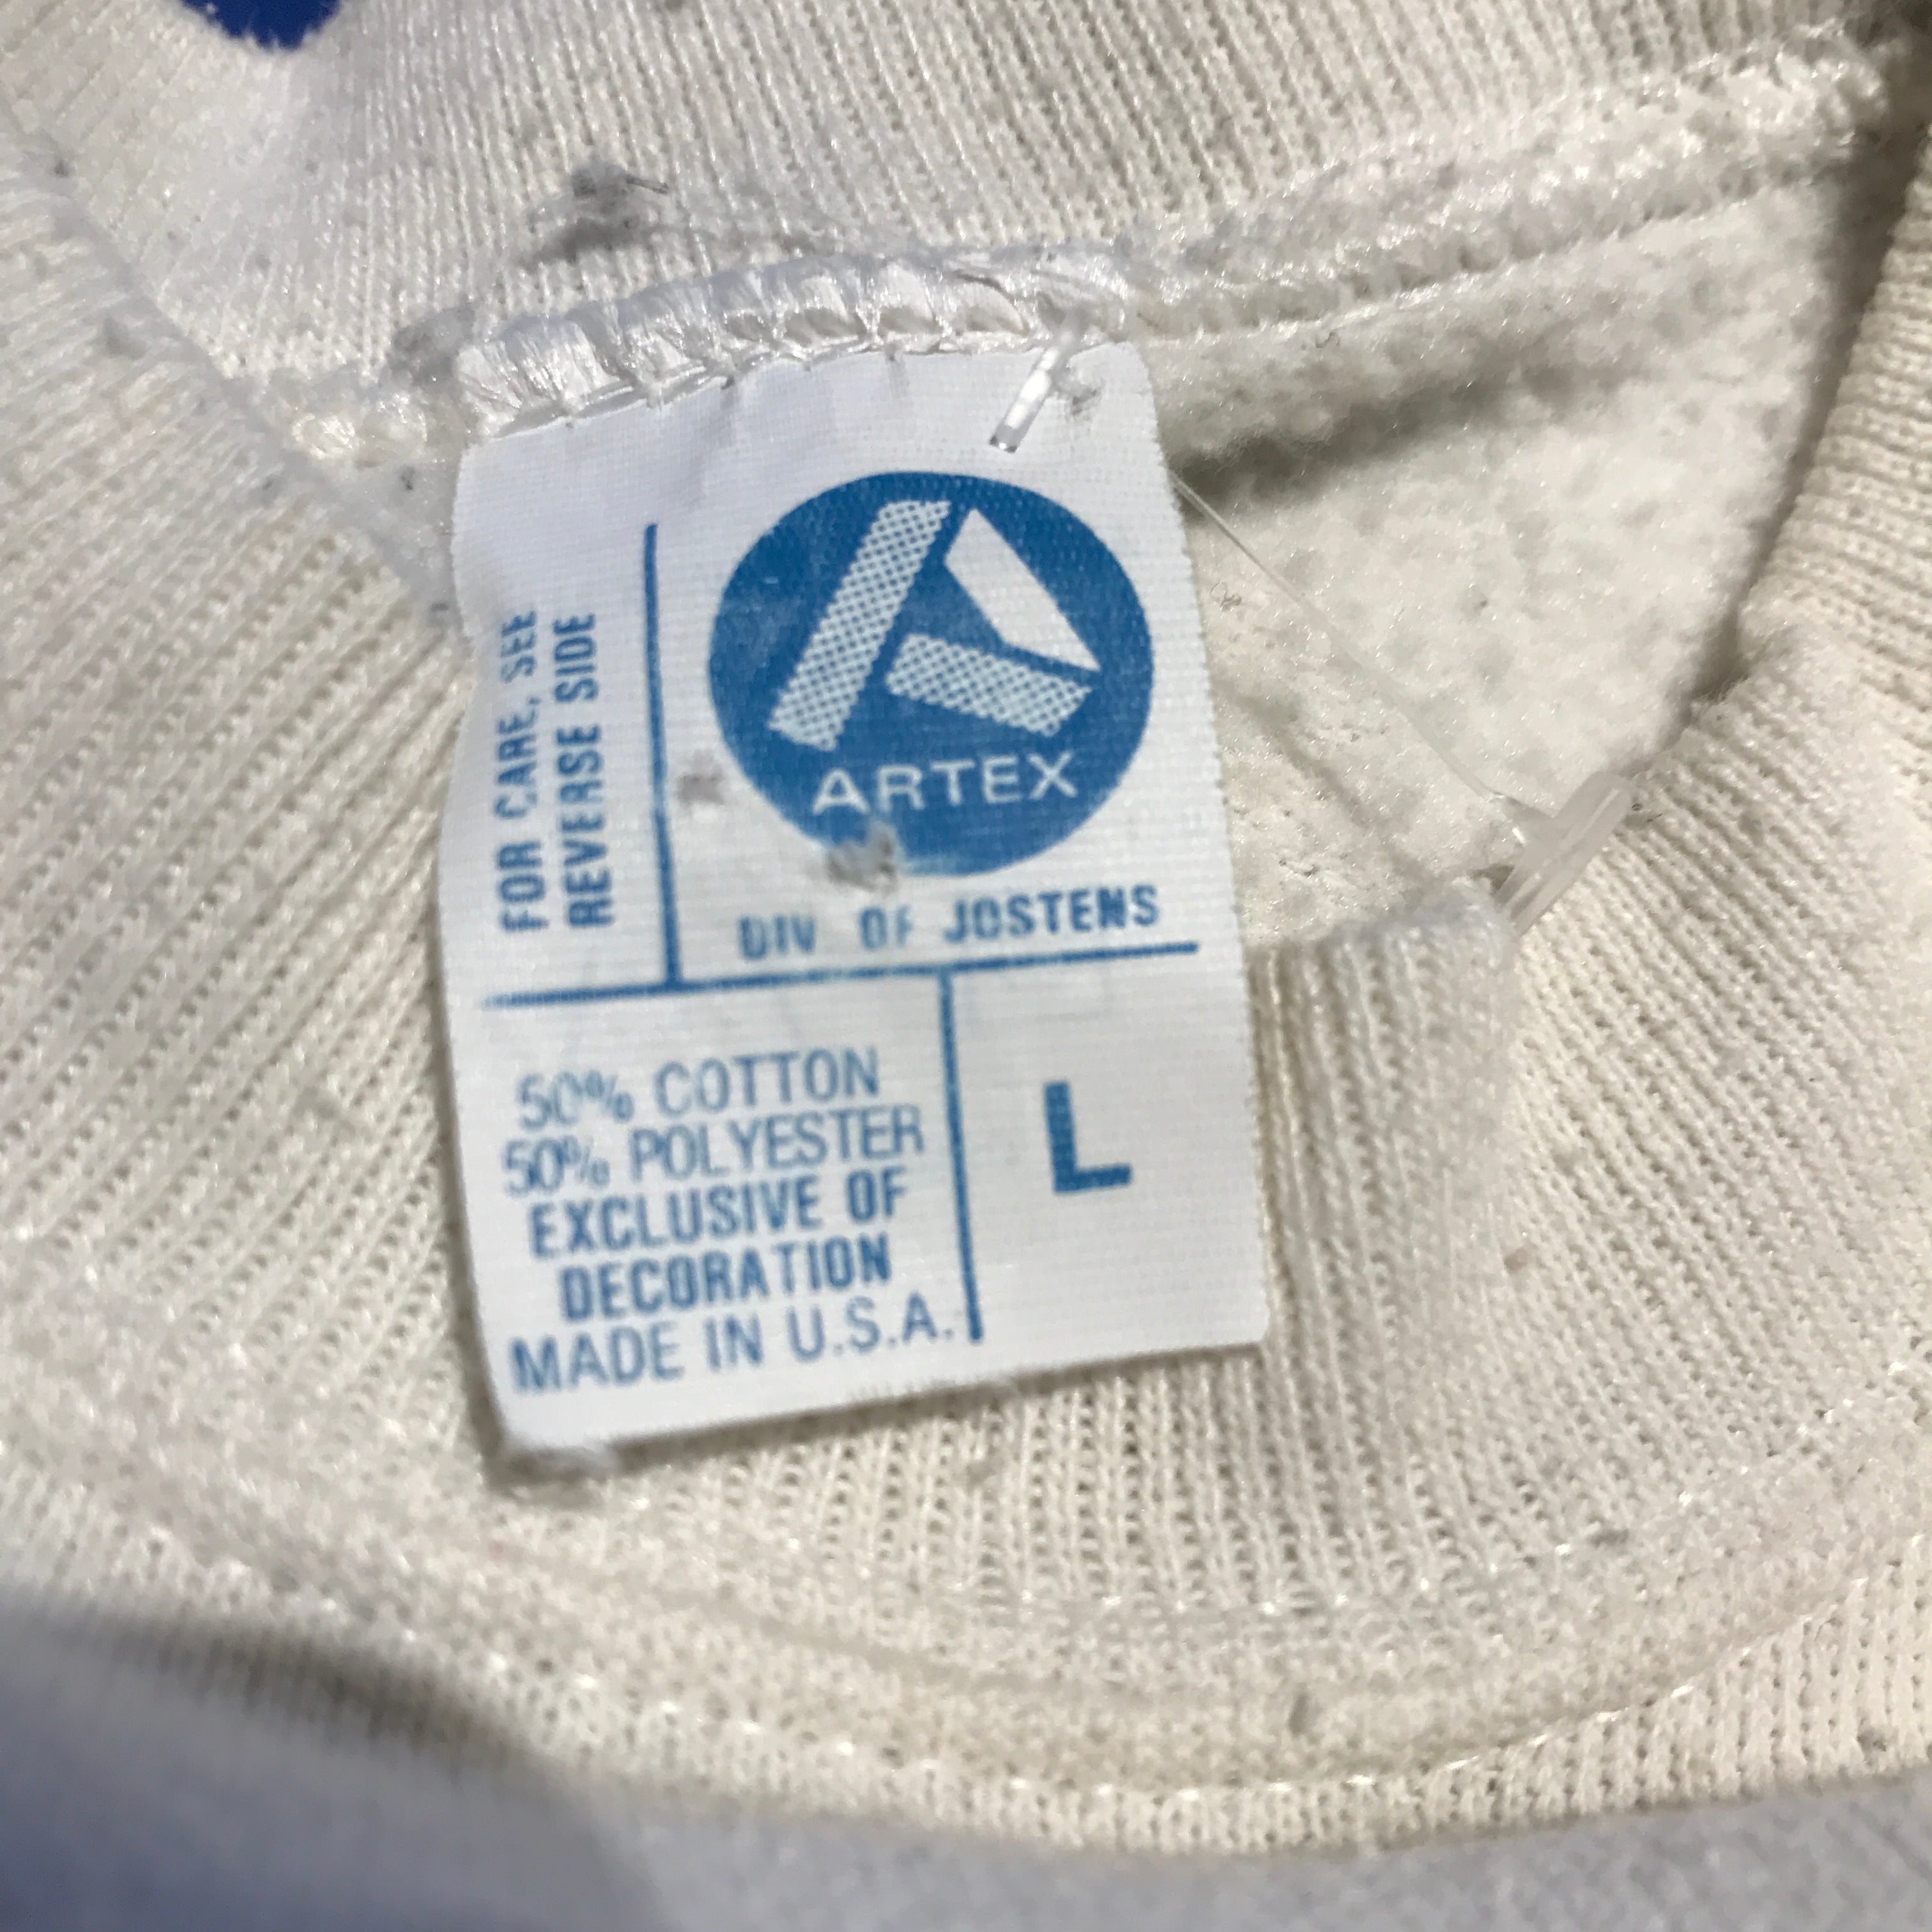 FOR CARE, SEE
REVERSE SIDE
ARTEX
DIV OF JOSTENS
50% COTTON
50% POLYESTER
EXCLUSIVE OF
DECORATION
MADE IN U.S.A.
L